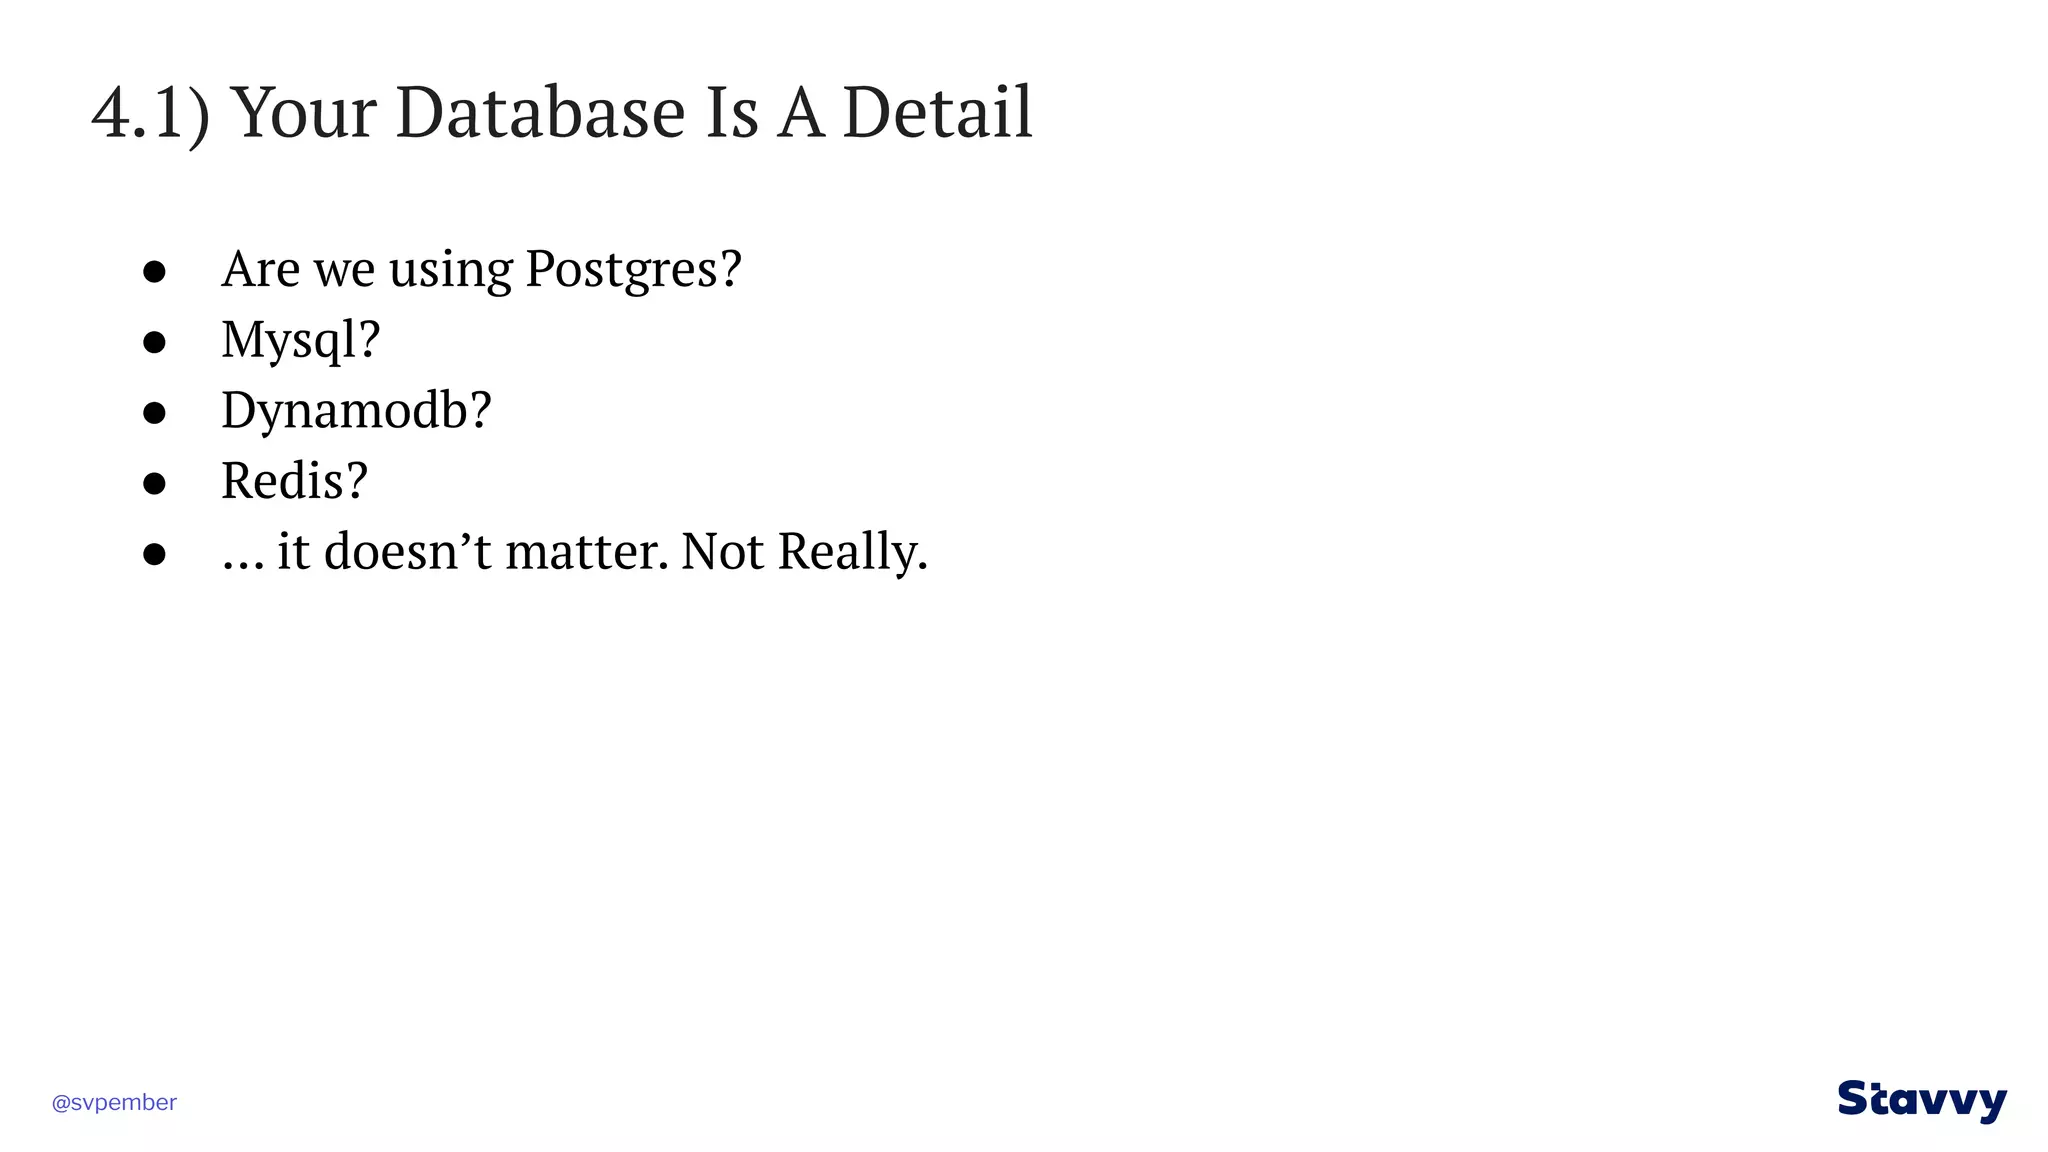 4.1) Your Database Is A Detail
● Are we using Postgres?
● Mysql?
● Dynamodb?
● Redis?
● … it doesn’t matter. Not Really.
@svpember
Stavvy